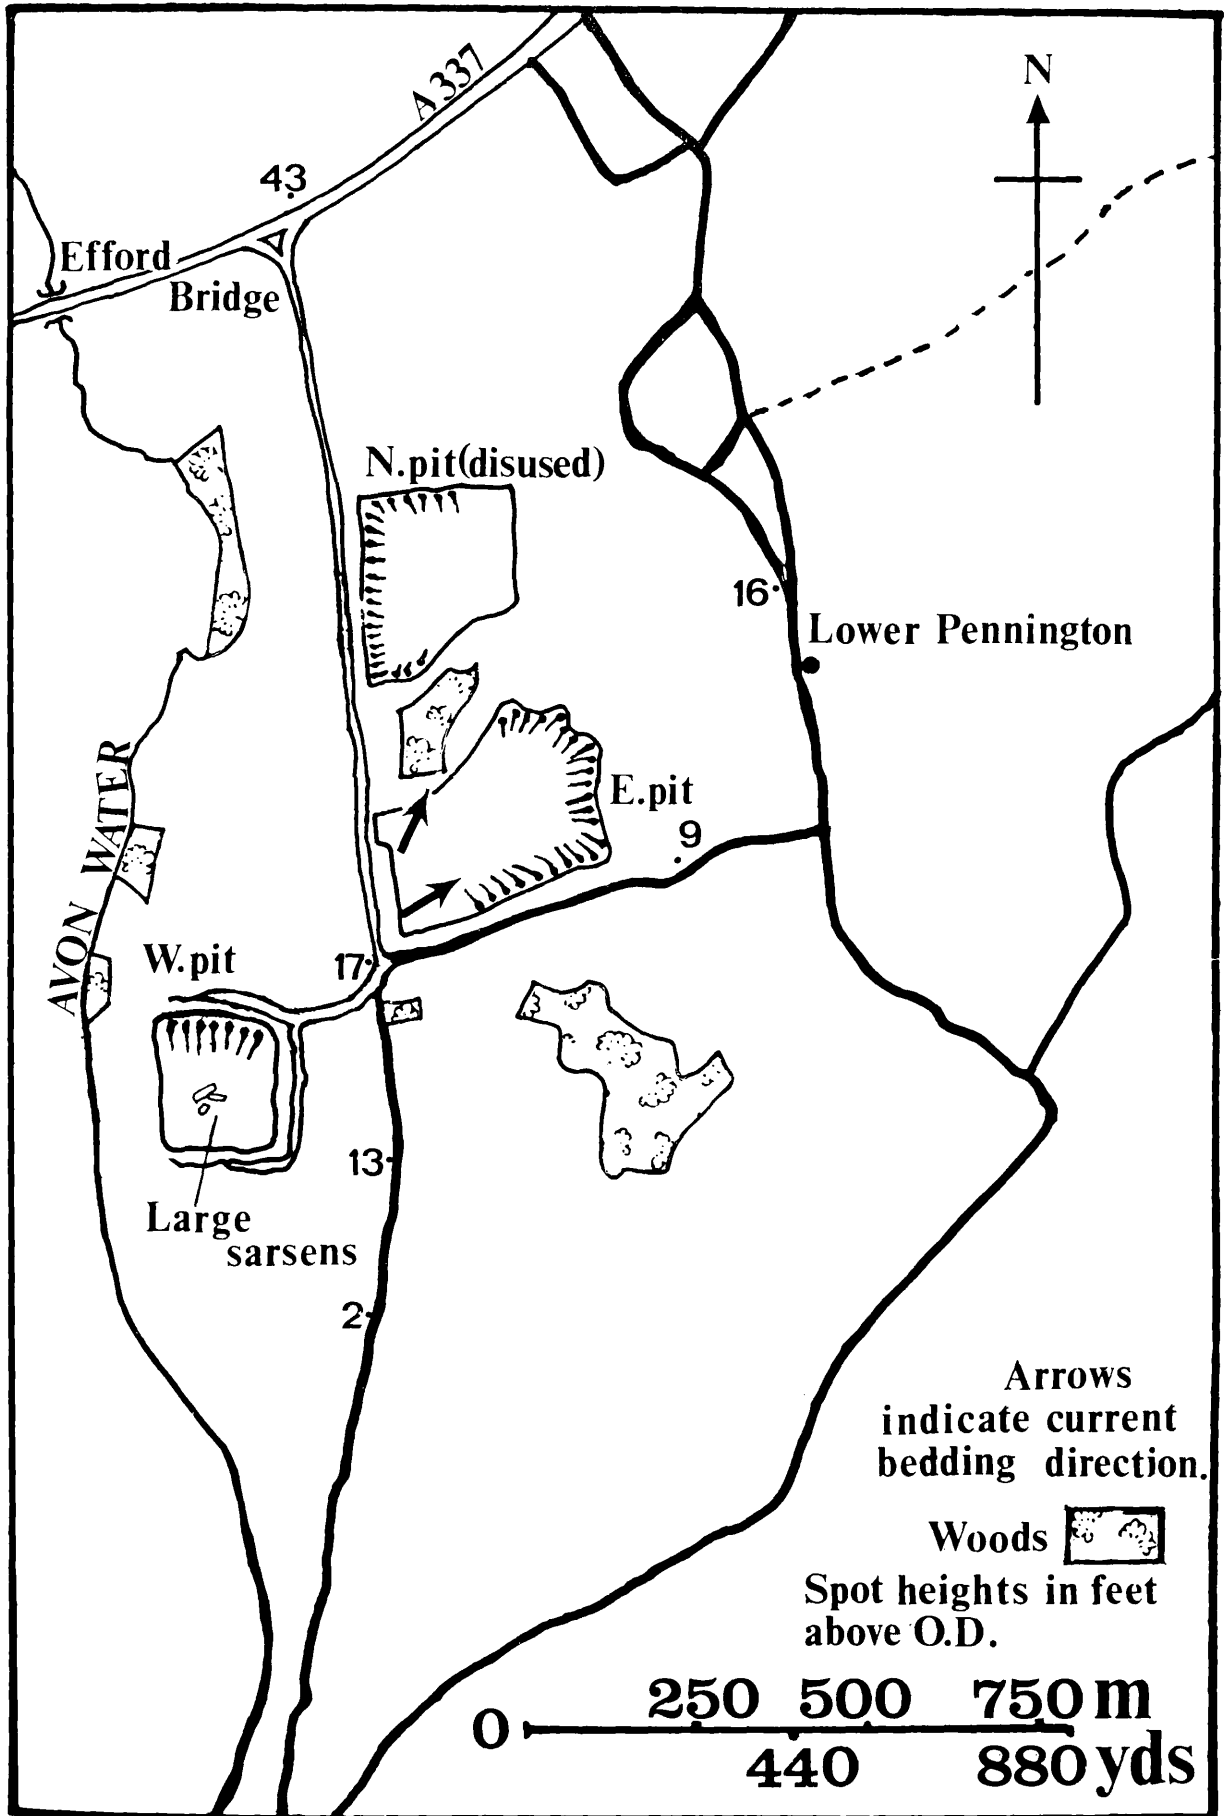 A337
N
43
Efford
Bridge
N.pit(disused)
16
Lower Pennington
E.pit
9
AVON WATER
W.pit
17
13
Large
sarsens
2
Arrows
indicate current
bedding direction.
Woods
Spot heights in feet
above O.D.
0 250 500 750 m
440 880 yds